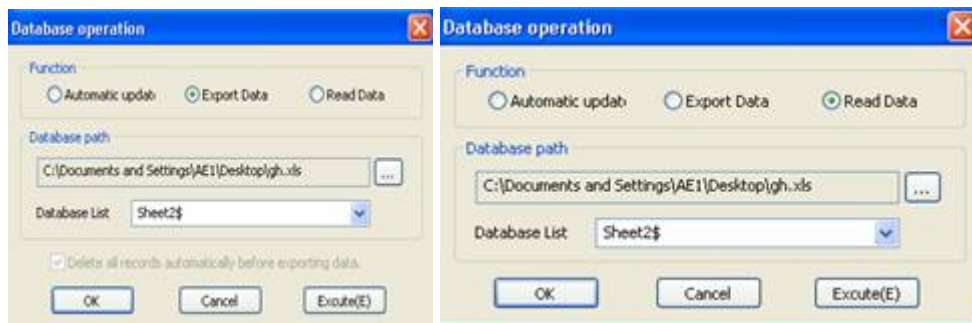 Database operation
Function
Automatic updat
Export Data
Read Data
Database path
C:\Documents and Settings\AE1\Desktop\gh.xls
...
Database List
Sheet2$
Delete all records automatically before exporting data.
OK
Cancel
Excute(E)
Database operation
Function
Automatic updat
Export Data
Read Data
Database path
C:\Documents and Settings\AE1\Desktop\gh.xls
...
Database List
Sheet2$
OK
Cancel
Excute(E)